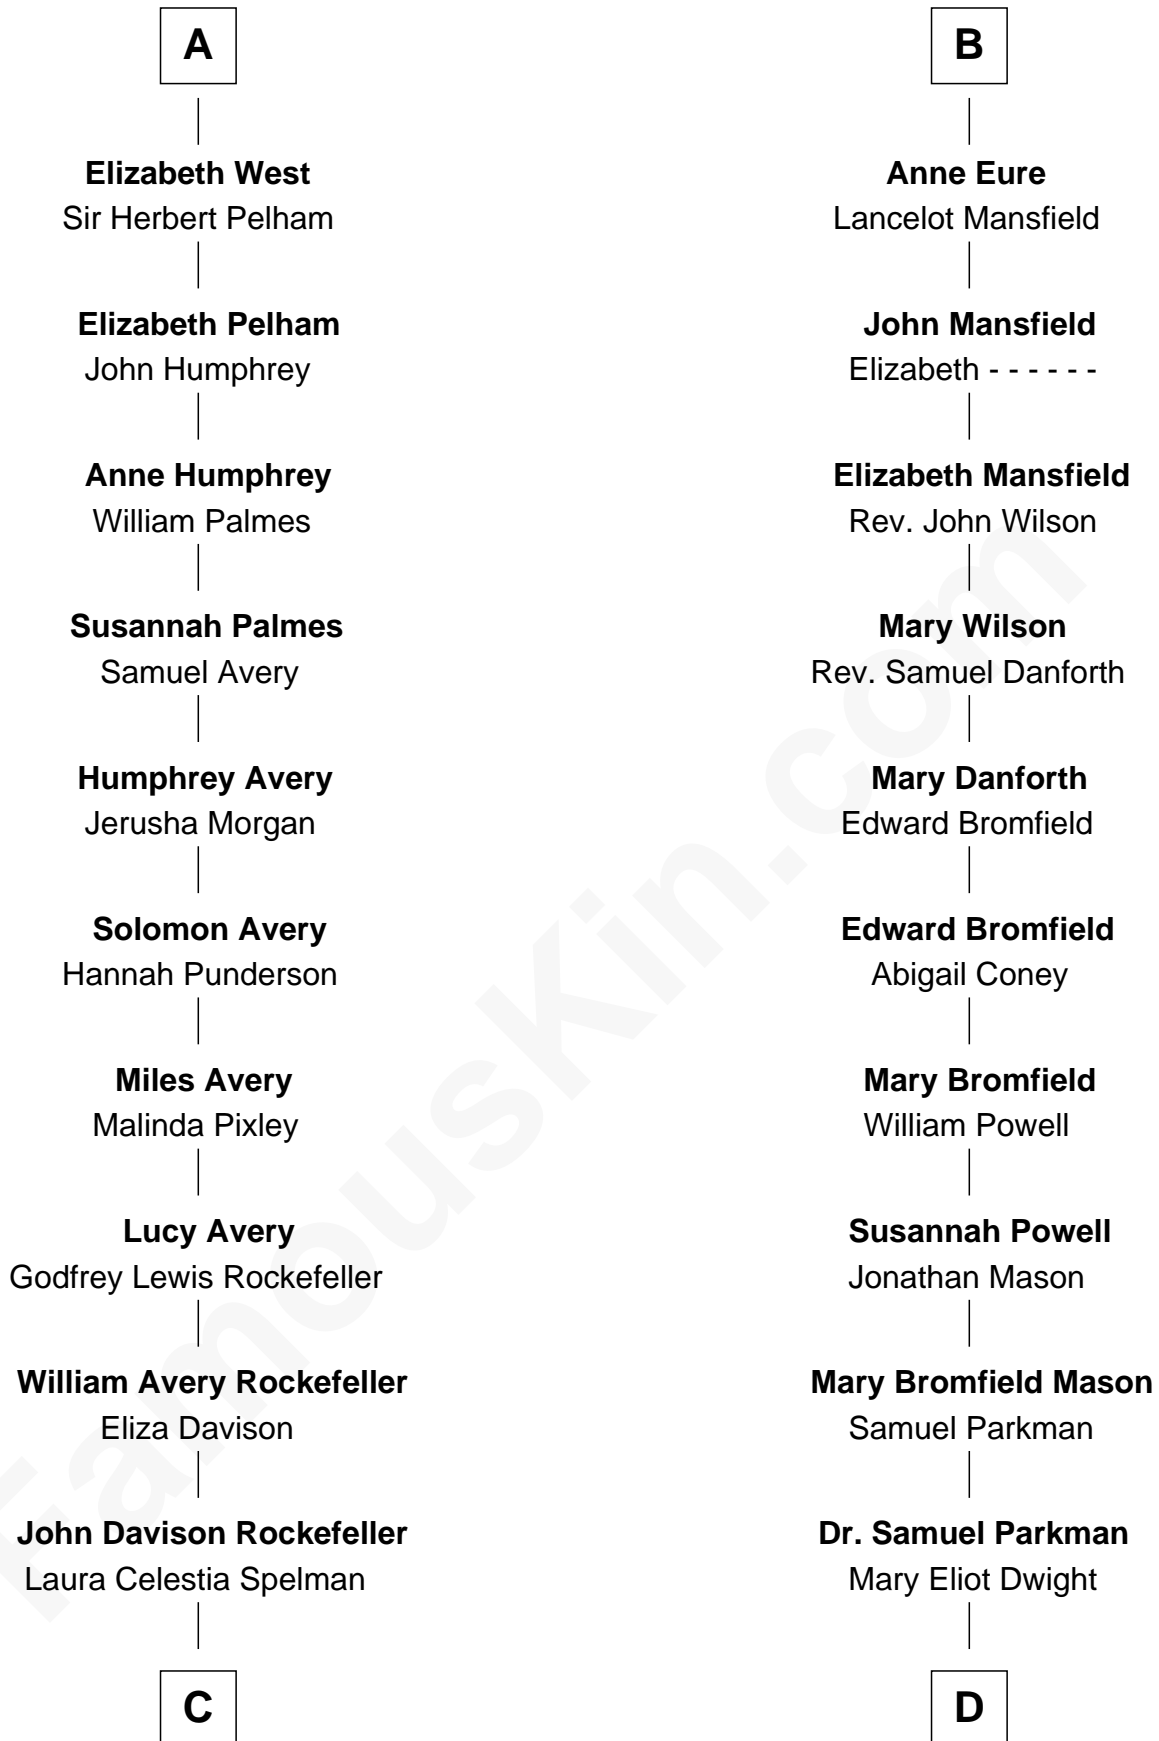 A
Elizabeth West
Sir Herbert Pelham
Elizabeth Pelham
John Humphrey
Anne Humphrey
William Palmes
Susannah Palmes
Samuel Avery
Humphrey Avery
Jerusha Morgan
Solomon Avery
Hannah Punderson
Miles Avery
Malinda Pixley
Lucy Avery
Godfrey Lewis Rockefeller
William Avery Rockefeller
Eliza Davison
John Davison Rockefeller
Laura Celestia Spelman
C
B
Anne Eure
Lancelot Mansfield
John Mansfield
Elizabeth - - - - - -
Elizabeth Mansfield
Rev. John Wilson
Mary Wilson
Rev. Samuel Danforth
Mary Danforth
Edward Bromfield
Edward Bromfield
Abigail Coney
Mary Bromfield
William Powell
Susannah Powell
Jonathan Mason
Mary Bromfield Mason
Samuel Parkman
Dr. Samuel Parkman
Mary Eliot Dwight
D
FamousKin.com